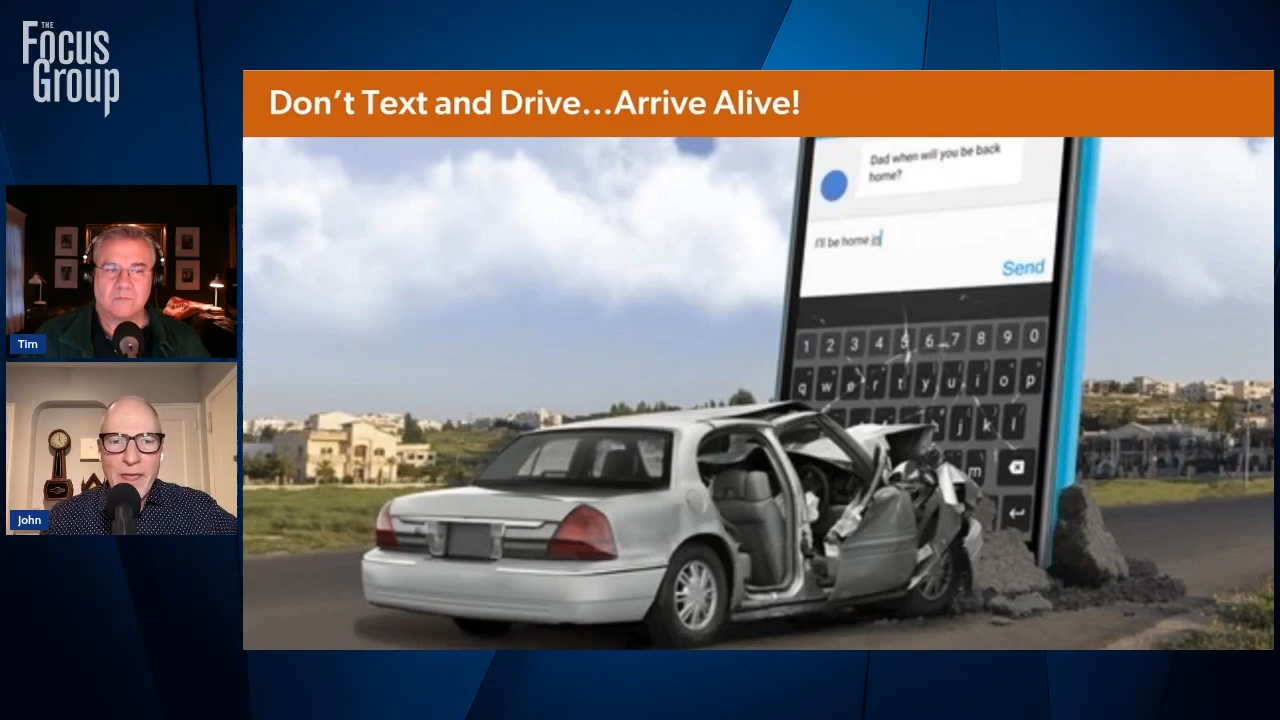 THE
Focus
Group
Don't Text and Drive...Arrive Alive!
Dad when will you be back
home?
I'll be home in
Send
1 2 3 4 5 6 7 8 9 0
q w e r t y u i o p
j k l
m
Tim
John